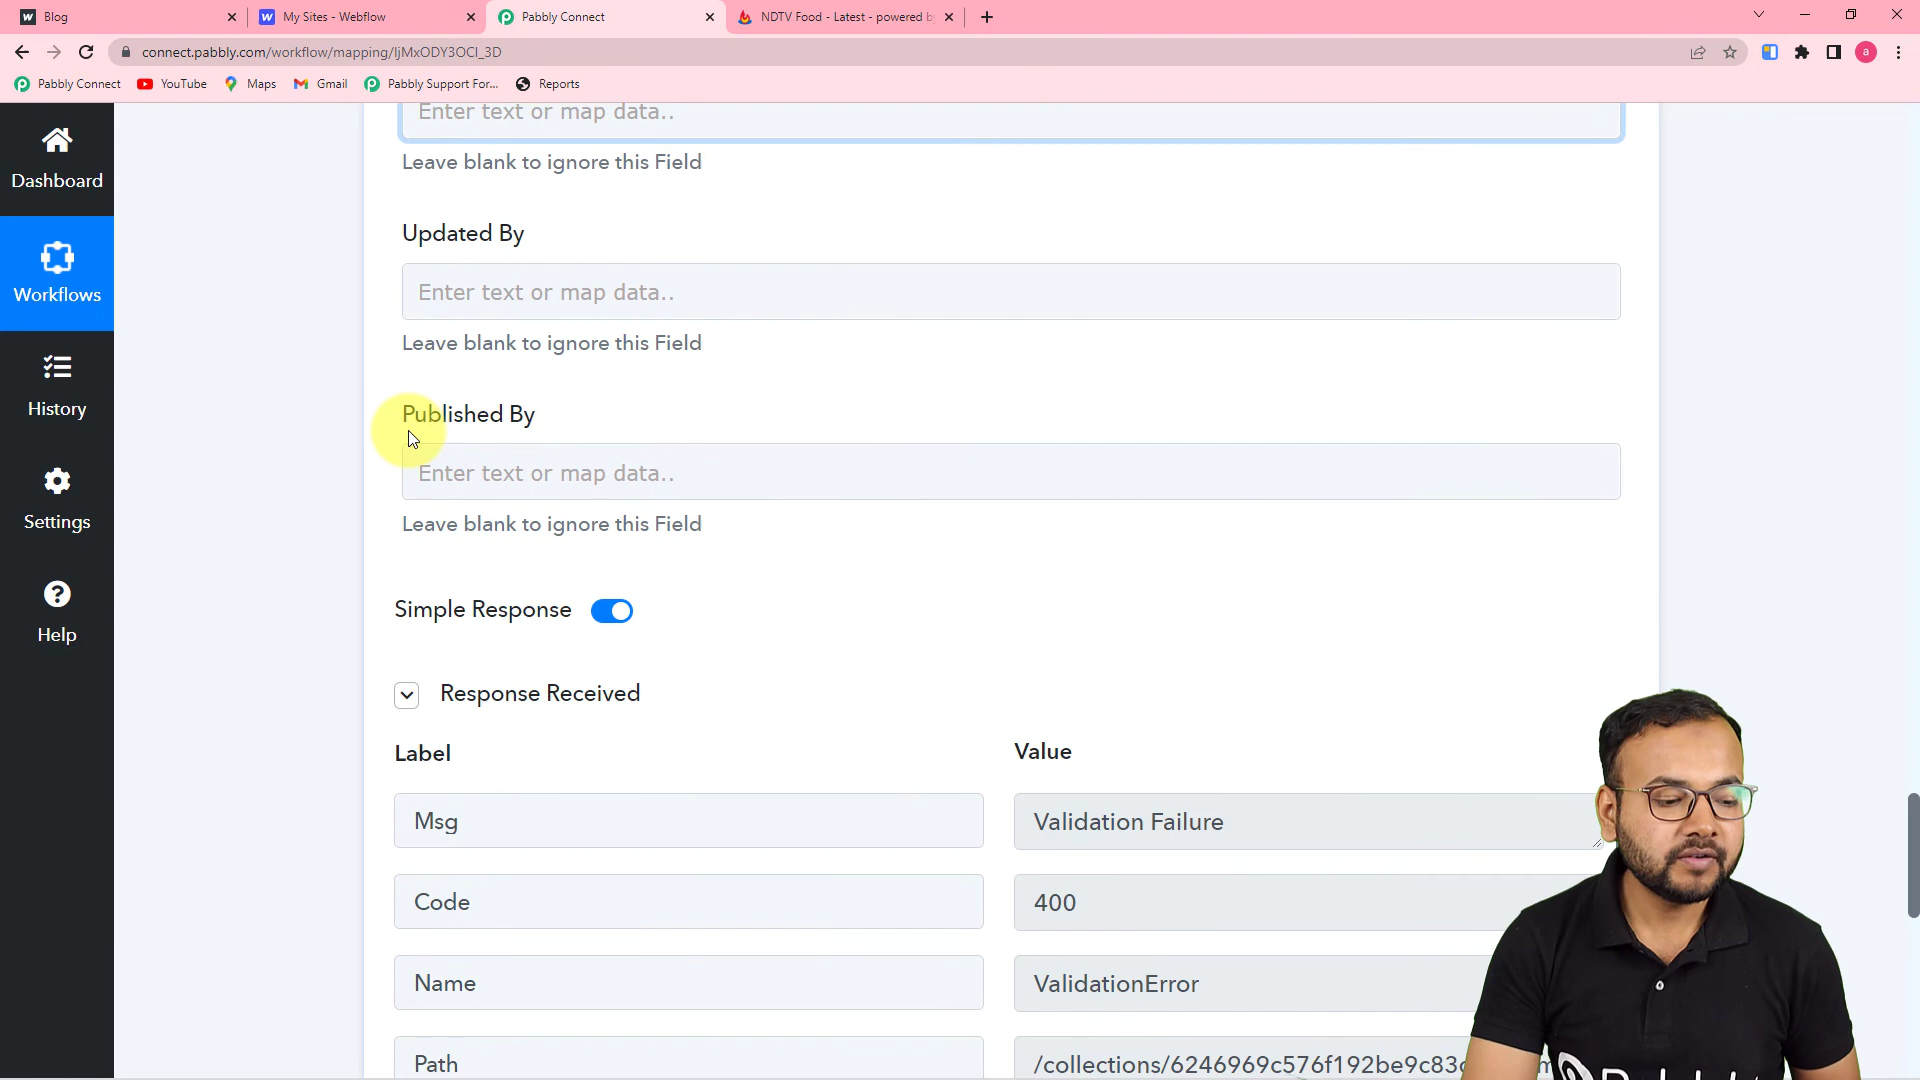 Blog
My Sites - Webflow
Pabbly Connect
NDTV Food - Latest - powered b
connect.pabbly.com/workflow/mapping/IjMxODY3OCI_3D
a
Pabbly Connect
YouTube
Maps
Gmail
Pabbly Support For...
Reports
Dashboard
Workflows
History
Settings
Help
Enter text or map data..
Leave blank to ignore this Field
Updated By
Enter text or map data..
Leave blank to ignore this Field
Published By
Enter text or map data..
Leave blank to ignore this Field
Simple Response
Response Received
Label
Value
Msg
Validation Failure
Code
400
Name
ValidationError
Path